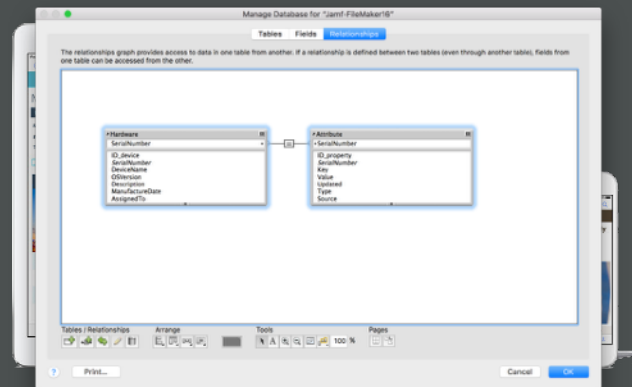 Manage Database for "Jamf-FileMaker16"
Tables Fields Relationships
The relationships graph provides access to data in one table from another. If a relationship is defined between two tables (even through another table), fields from
one table can be accessed from the other.
Hardware
SerialNumber
ID_device
SerialNumber
DeviceName
OSVersion
Description
ManufactureDate
AssignedTo
Attribute
SerialNumber
ID_property
SerialNumber
Key
Value
Updated
Type
Source
Tables / Relationships Arrange Tools Pages
100 %
? Print... Cancel OK